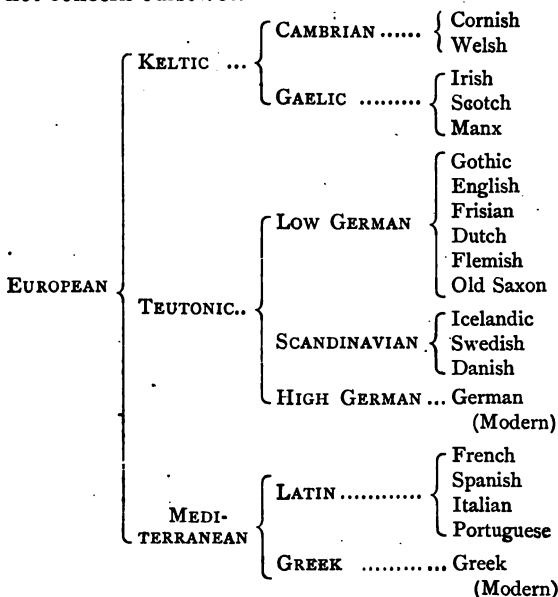 CAMBRIAN ...... Cornish
Welsh
KELTIC ...
GAELIC ......... Irish
Scotch
Manx
LOW GERMAN Gothic
English
Frisian
Dutch
Flemish
Old Saxon
EUROPEAN
TEUTONIC..
SCANDINAVIAN . Icelandic
Swedish
Danish
HIGH GERMAN ... German
(Modern)
LATIN............ French
Spanish
Italian
Portuguese
MEDI-
TERRANEAN
GREEK ............ Greek
(Modern)